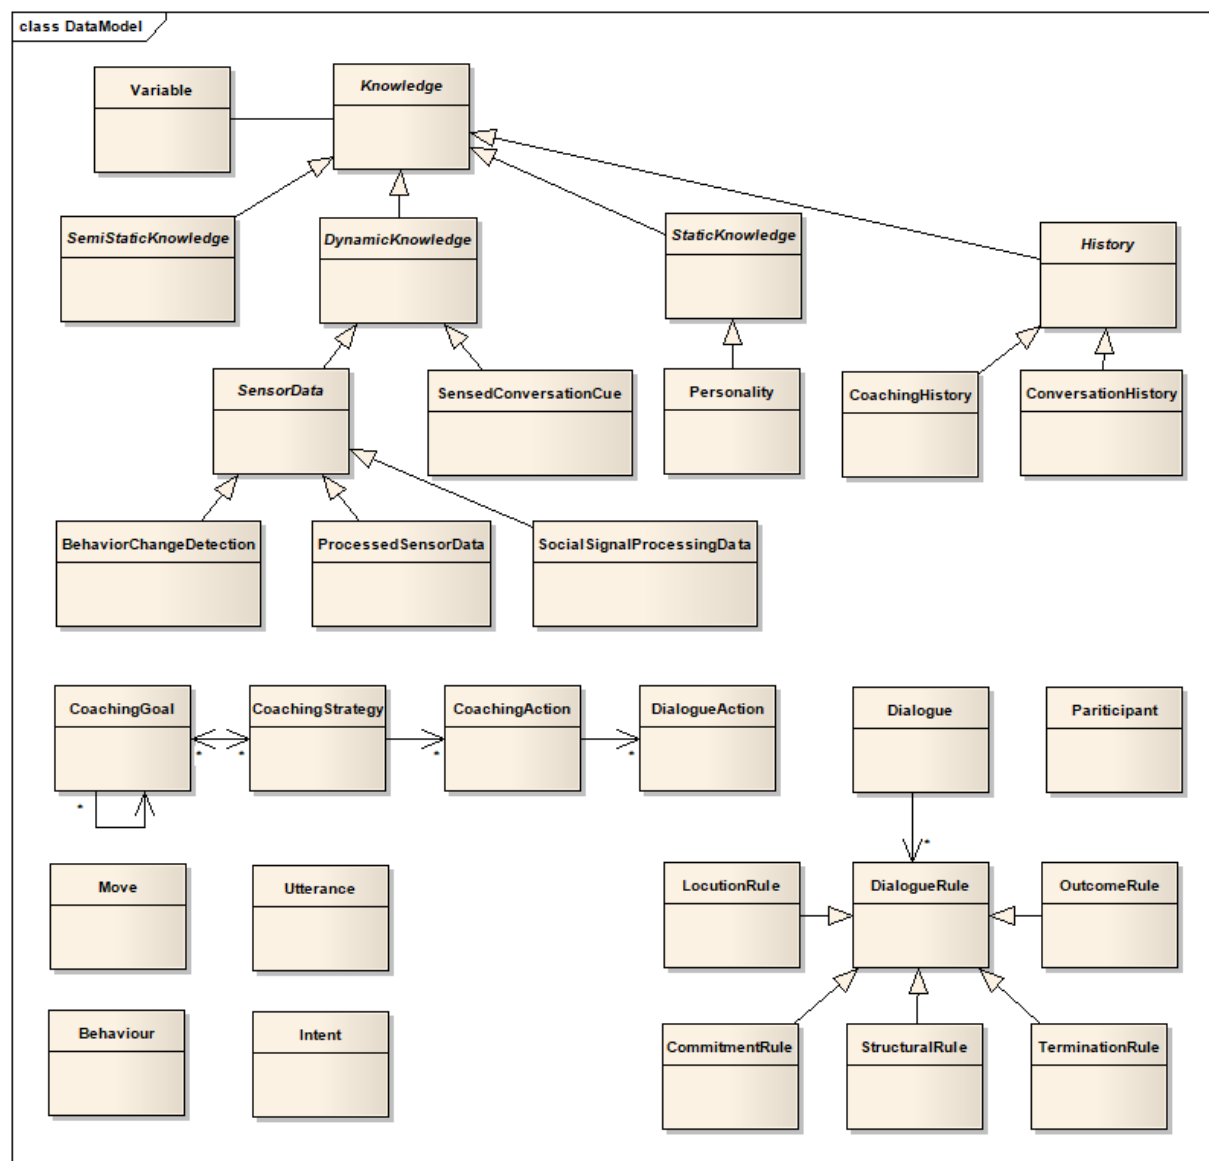 class DataModel
Variable
Knowledge
SemiStaticKnowledge
DynamicKnowledge
StaticKnowledge
History
SensorData
SensedConversationCue
Personality
CoachingHistory
ConversationHistory
BehaviorChangeDetection
ProcessedSensorData
SocialSignalProcessingData
CoachingGoal
CoachingStrategy
CoachingAction
DialogueAction
Dialogue
Pariticipant
*
*
*
*
*
*
Move
Utterance
LocutionRule
DialogueRule
OutcomeRule
Behaviour
Intent
CommitmentRule
StructuralRule
TerminationRule